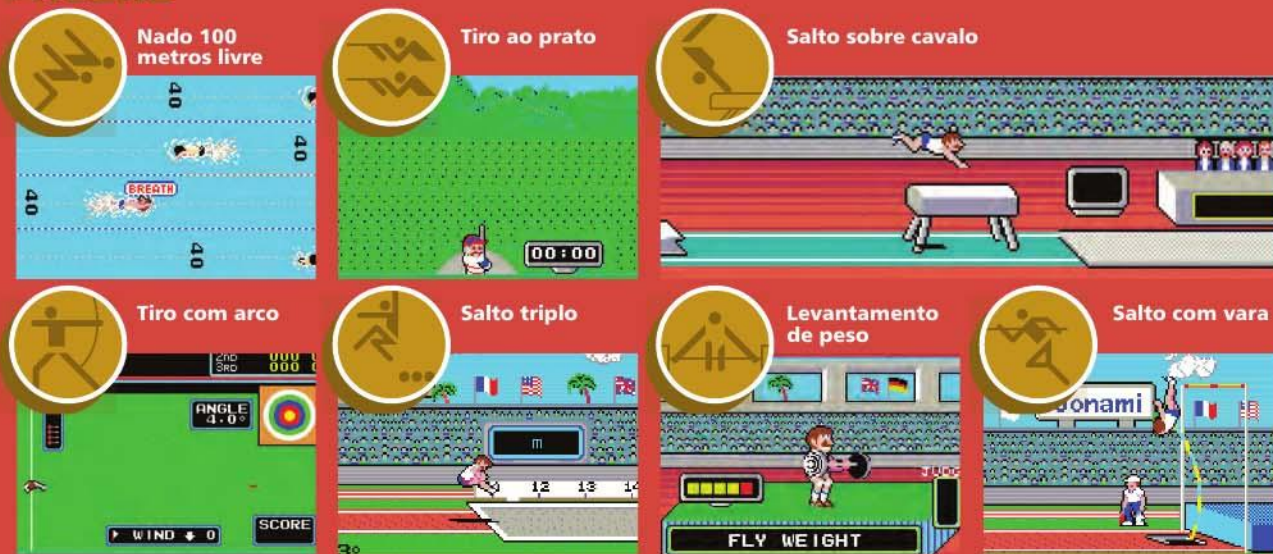 Nado 100
metros livre
40
40
BREATH
40
40
Tiro ao prato
00:00
Salto sobre cavalo
Tiro com arco
2ND 000
3RD 000
ANGLE
4.0°
WIND 0
SCORE
Salto triplo
m
12 13 14
3º
Levantamento
de peso
FLY WEIGHT
Salto com vara
onami